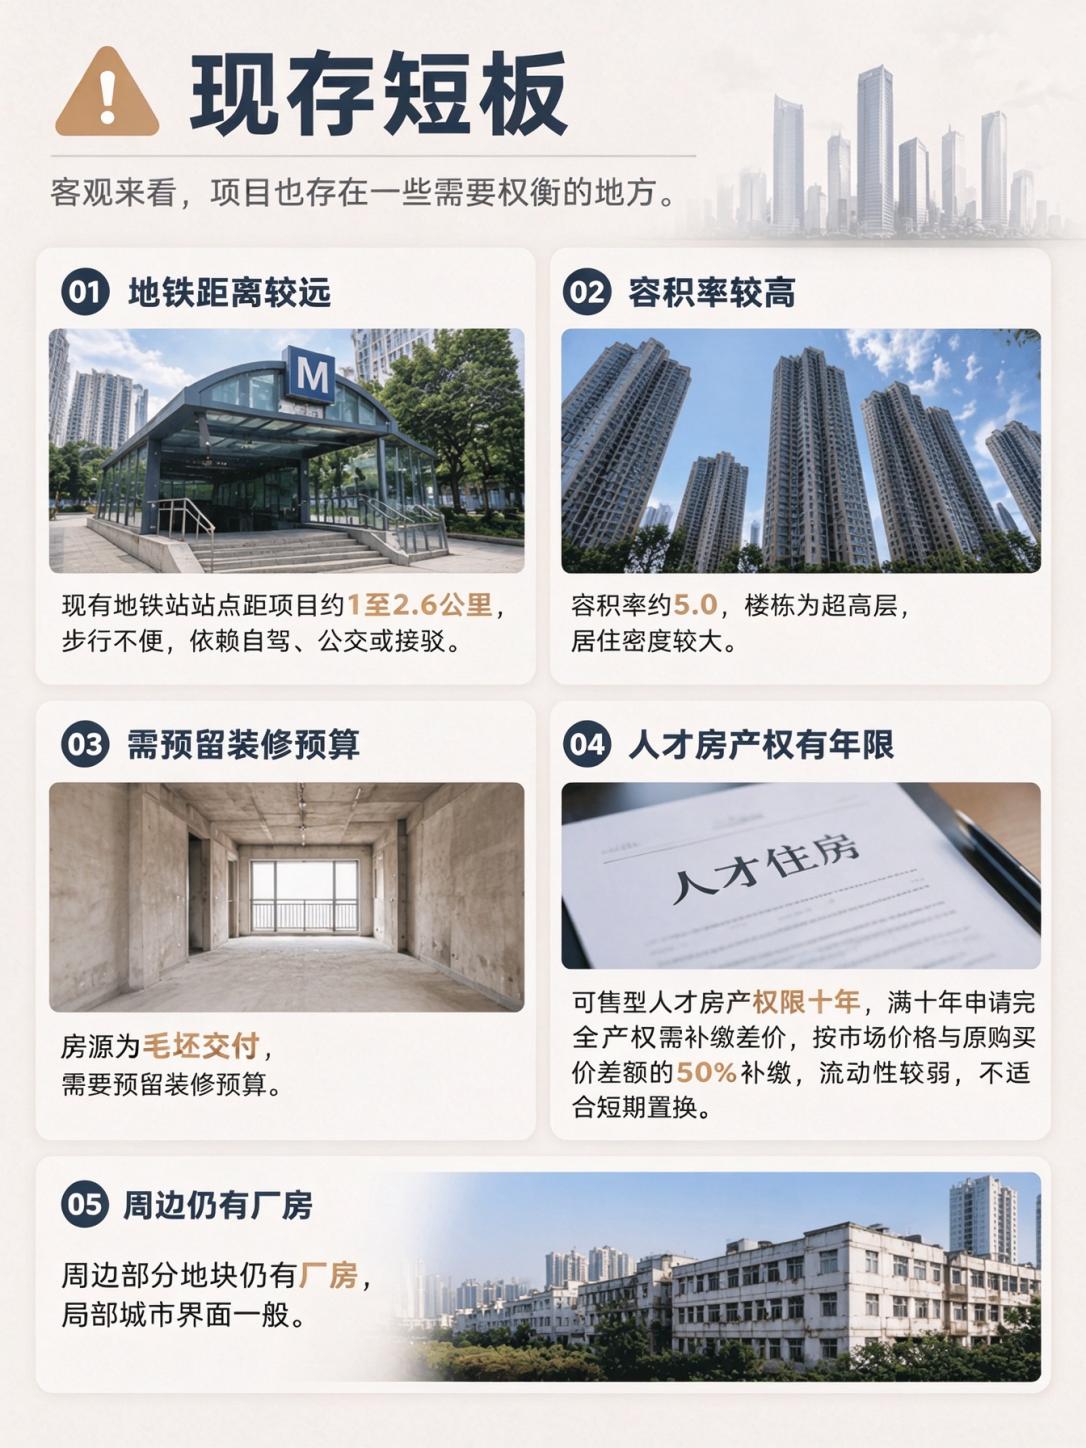 现存短板
客观来看，项目也存在一些需要权衡的地方。
01 地铁距离较远
M
现有地铁站站点距项目约1至2.6公里，
步行不便，依赖自驾、公交或接驳。
02 容积率较高
容积率约5.0，楼栋为超高层，
居住密度较大。
03 需预留装修预算
房源为毛坯交付，
需要预留装修预算。
04 人才房产权有年限
人才住房
可售型人才房产权限十年，满十年申请完
全产权需补缴差价，按市场价格与原购买
价差额的50%补缴，流动性较弱，不适
合短期置换。
05 周边仍有厂房
周边部分地块仍有厂房，
局部城市界面一般。